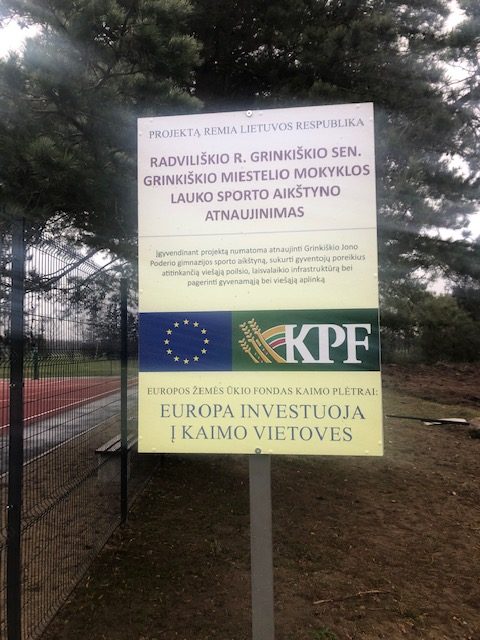 PROJEKTĄ REMIA LIETUVOS RESPUBLIKA
RADVILIŠKIO R. GRINKIŠKIO SEN.
GRINKIŠKIO MIESTELIO MOKYKLOS
LAUKO SPORTO AIKŠTYNO
ATNAUJINIMAS
Įgyvendinant projektą numatoma atnaujinti Grinkiškio Jono
Poderio gimnazijos sporto aikštyną, sukurti gyventojų poreikius
atitinkančią viešąją poilsio, laisvalaikio infrastruktūrą bei
pagerinti gyvenamąją bei viešąją aplinką
KPF
EUROPOS ŽEMĖS ŪKIO FONDAS KAIMO PLĖTRAI:
EUROPA INVESTUOJA
Į KAIMO VIETOVES